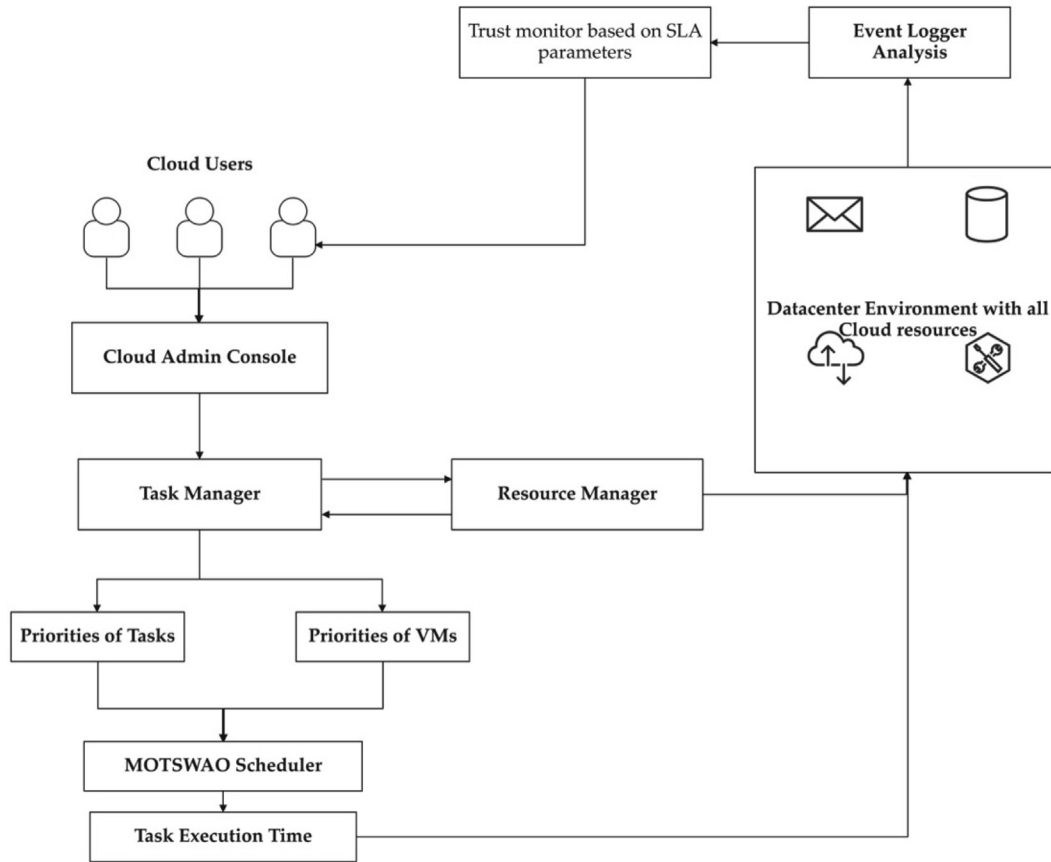 Trust monitor based on SLA
parameters
Event Logger
Analysis
Cloud Users
Datacenter Environment with all
Cloud resources
Cloud Admin Console
Task Manager
Resource Manager
Priorities of Tasks
Priorities of VMs
MOTSWAO Scheduler
Task Execution Time